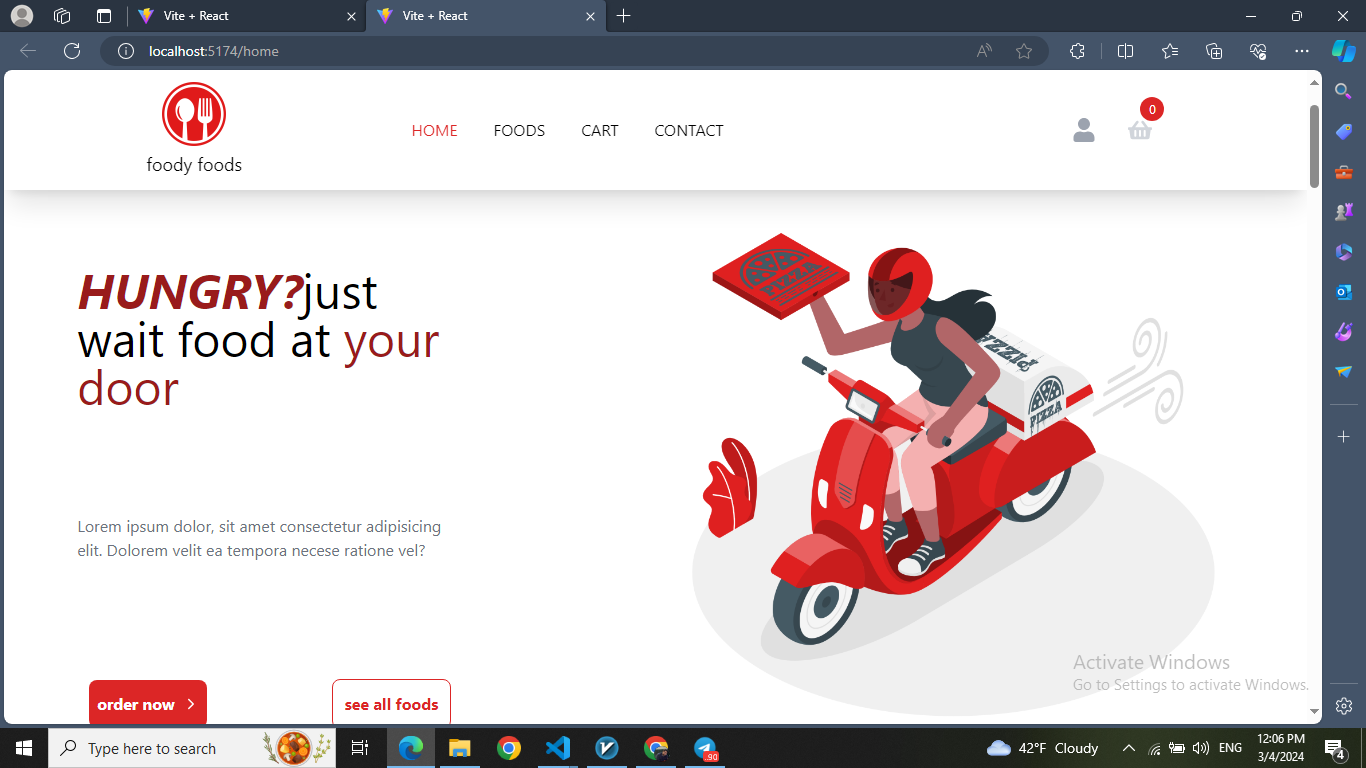 Vite + React
Vite + React
localhost:5174/home
0
HOME FOODS CART CONTACT
foody foods
HUNGRY?just
wait food at your
door
PIZZA
PIZZA
PIZZA
Lorem ipsum dolor, sit amet consectetur adipisicing
elit. Dolorem velit ea tempora necese ratione vel?
order now
see all foods
Activate Windows
Go to Settings to activate Windows.
Type here to search
.90
42°F Cloudy
ENG
12:06 PM
3/4/2024
4